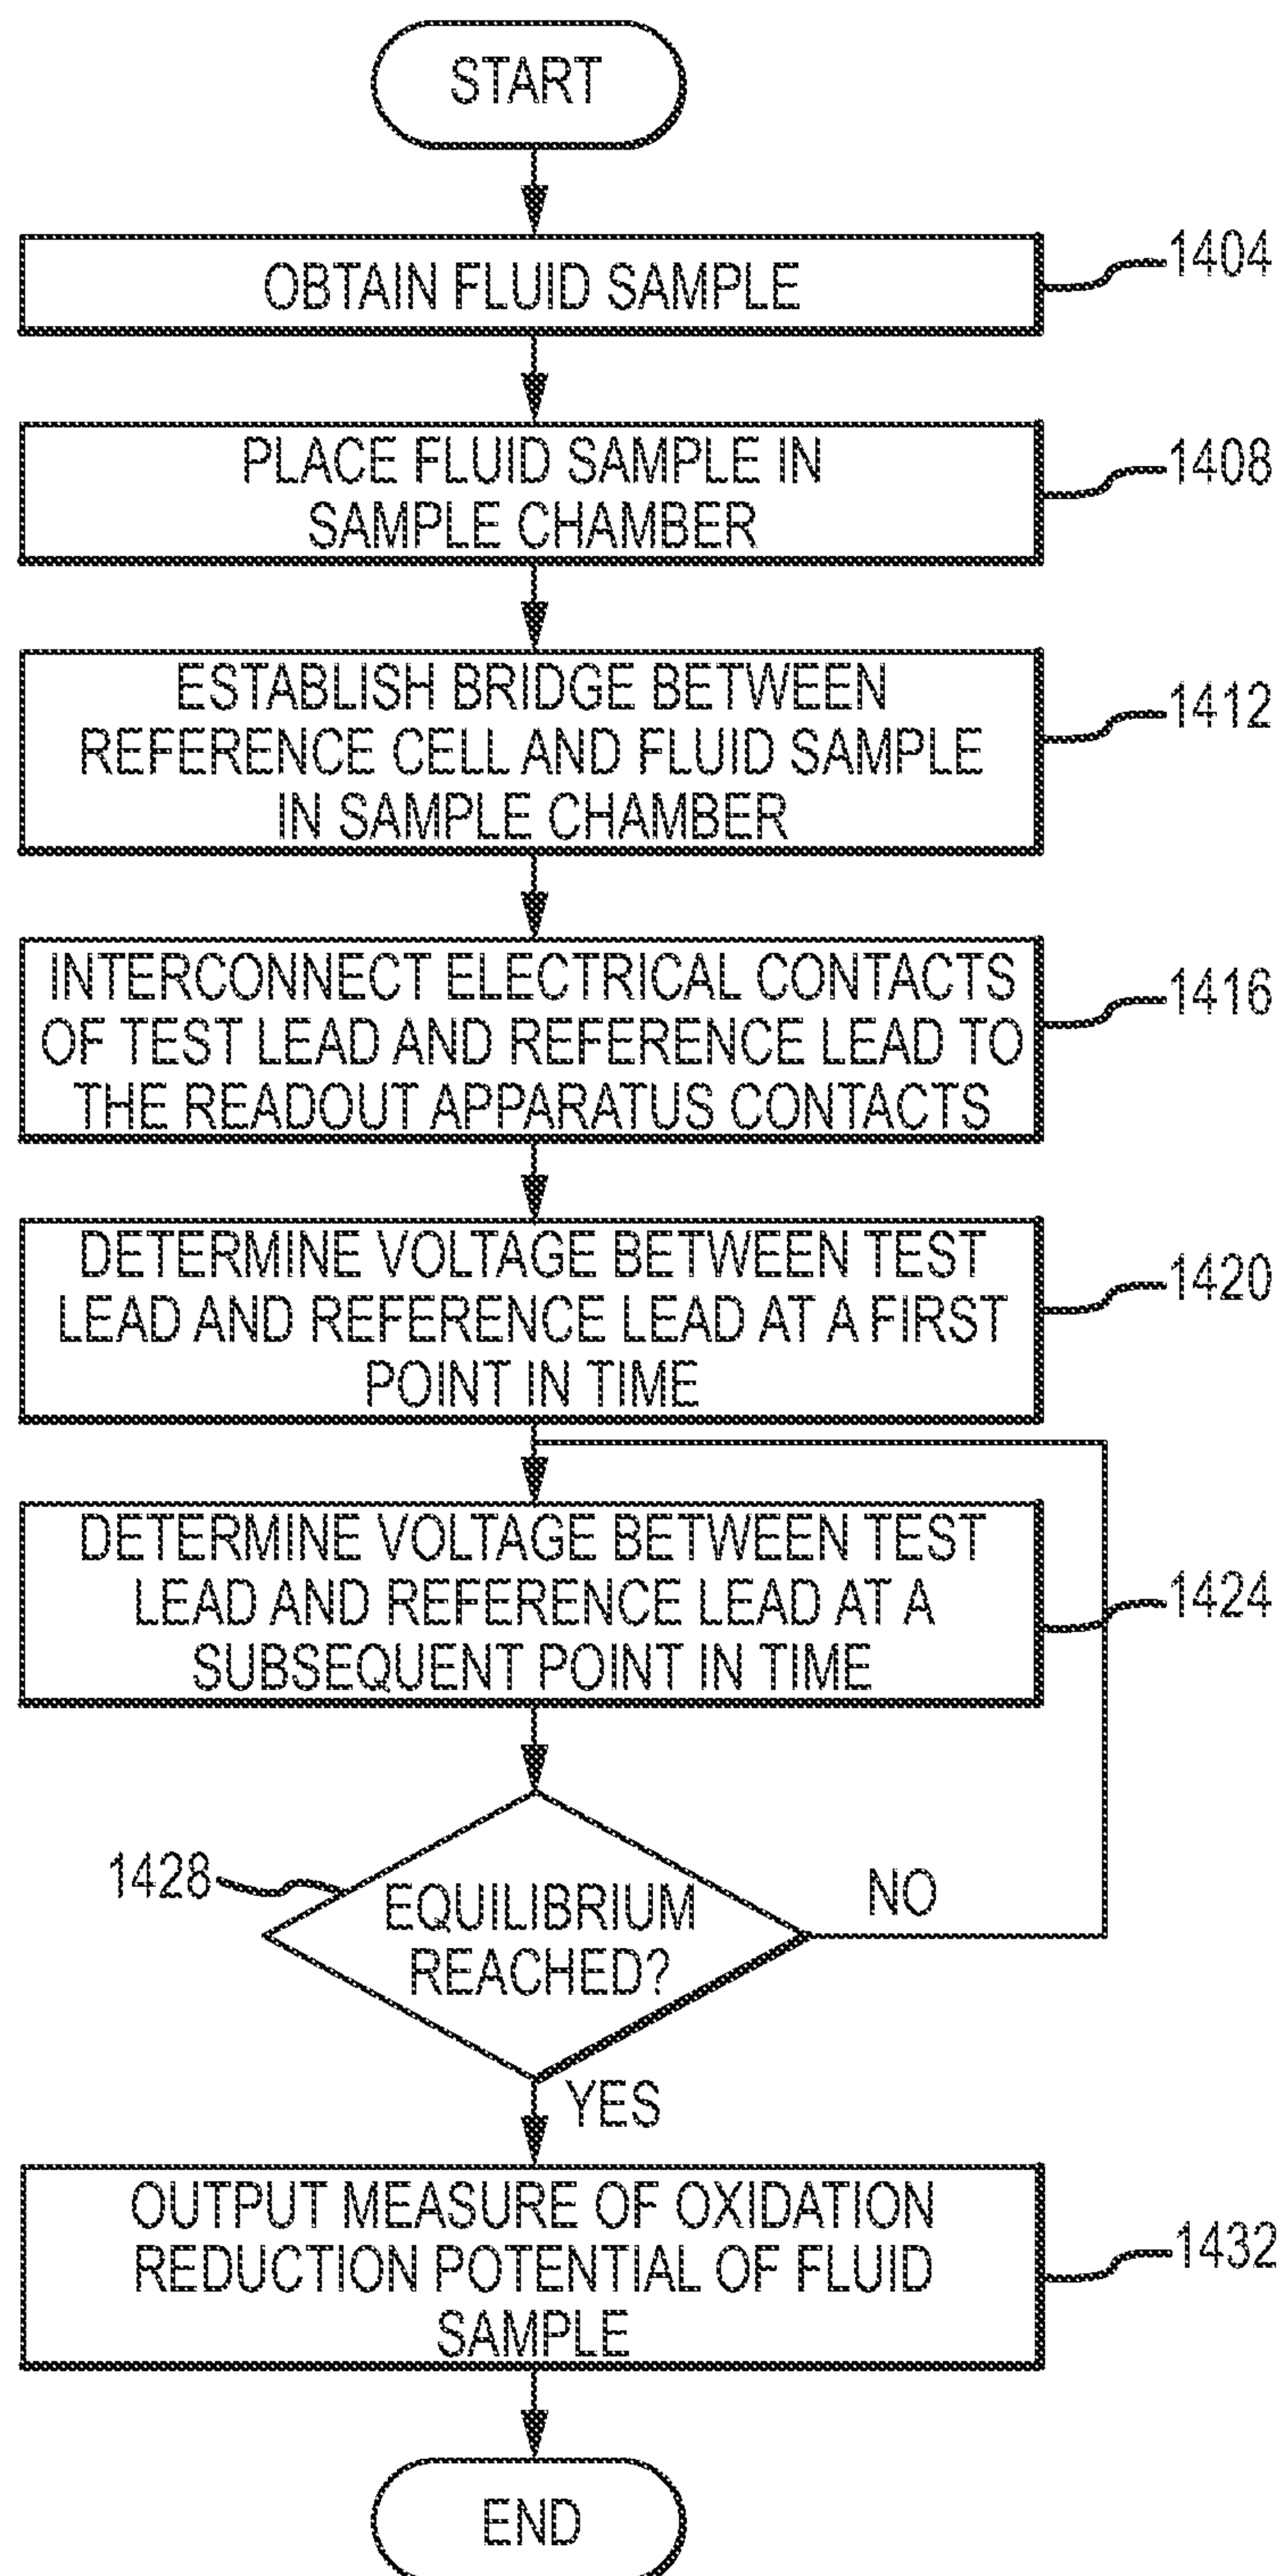 START
OBTAIN FLUID SAMPLE
1404
PLACE FLUID SAMPLE IN
SAMPLE CHAMBER
1408
ESTABLISH BRIDGE BETWEEN
REFERENCE CELL AND FLUID SAMPLE
IN SAMPLE CHAMBER
1412
INTERCONNECT ELECTRICAL CONTACTS
OF TEST LEAD AND REFERENCE LEAD TO
THE READOUT APPARATUS CONTACTS
1416
DETERMINE VOLTAGE BETWEEN TEST
LEAD AND REFERENCE LEAD AT A FIRST
POINT IN TIME
1420
DETERMINE VOLTAGE BETWEEN TEST
LEAD AND REFERENCE LEAD AT A
SUBSEQUENT POINT IN TIME
1424
1428
EQUILIBRIUM
REACHED?
NO
YES
OUTPUT MEASURE OF OXIDATION
REDUCTION POTENTIAL OF FLUID
SAMPLE
1432
END